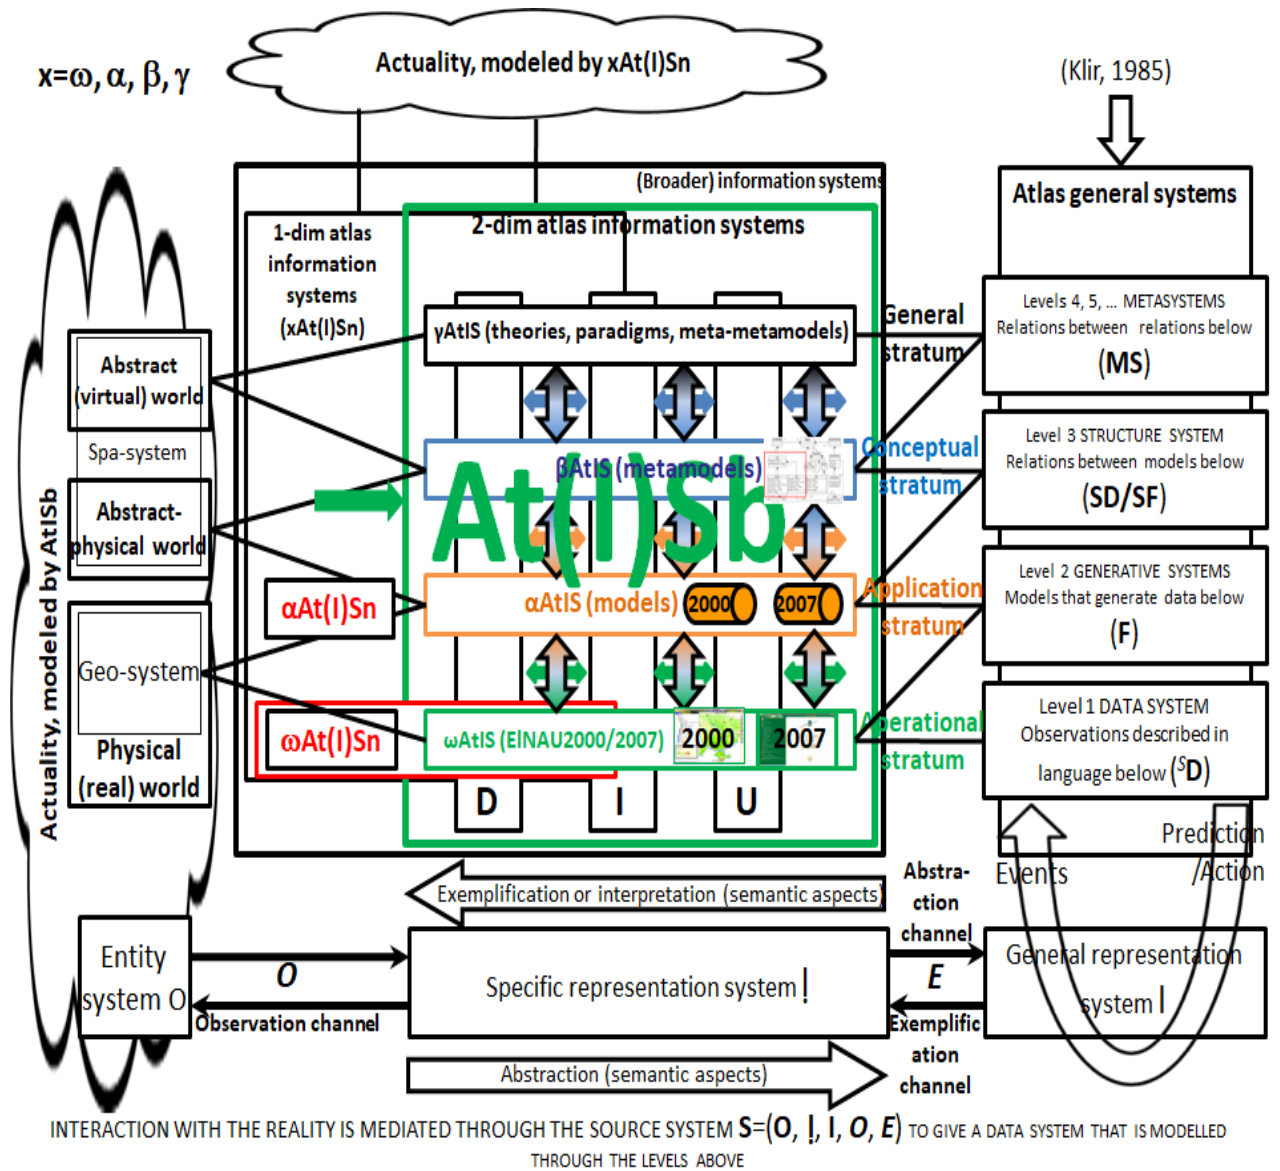 Actuality, modeled by xAt(I)Sn
x=ω, α, β, γ
(Klir, 1985)
(Broader) information systems
Atlas general systems
2-dim atlas information systems
1-dim atlas
information
systems
(xAt(I)Sn)
γAtIS (theories, paradigms, meta-metamodels)
General
stratum
Levels 4, 5, ... METASYSTEMS
Relations between relations below
(MS)
Abstract
(virtual) world
Spa-system
Abstract-
physical world
Geo-system
Physical
(real) world
Actuality, modeled by AtISb
βAtIS (metamodels)
Conceptual
stratum
At(I)Sb
Level 3 STRUCTURE SYSTEM
Relations between models below
(SD/SF)
αAt(I)Sn
αAtIS (models)
2000
2007
Application
stratum
Level 2 GENERATIVE SYSTEMS
Models that generate data below
(F)
ωAt(I)Sn
ωAtIS (ElNAU2000/2007)
2000
2007
Aperational
stratum
Level 1 DATA SYSTEM
Observations described in
language below (ˢD)
D
I
U
Events
Prediction
/Action
Exemplification or interpretation (semantic aspects)
Abstra-
ction
channel
Entity
system O
O
Observation channel
Specific representation system !
E
Exemplific
ation
channel
General representation
system I
Abstraction (semantic aspects)
INTERACTION WITH THE REALITY IS MEDIATED THROUGH THE SOURCE SYSTEM S=(O, !, I, O, E) TO GIVE A DATA SYSTEM THAT IS MODELLED
THROUGH THE LEVELS ABOVE